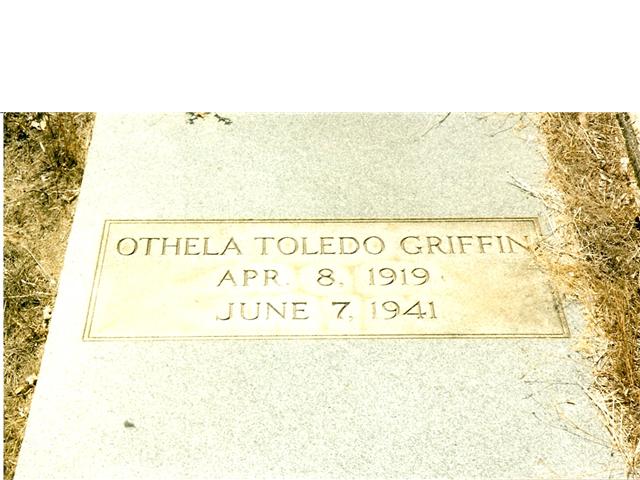 OTHELA TOLEDO GRIFFIN
APR. 8, 1919
JUNE 7, 1941